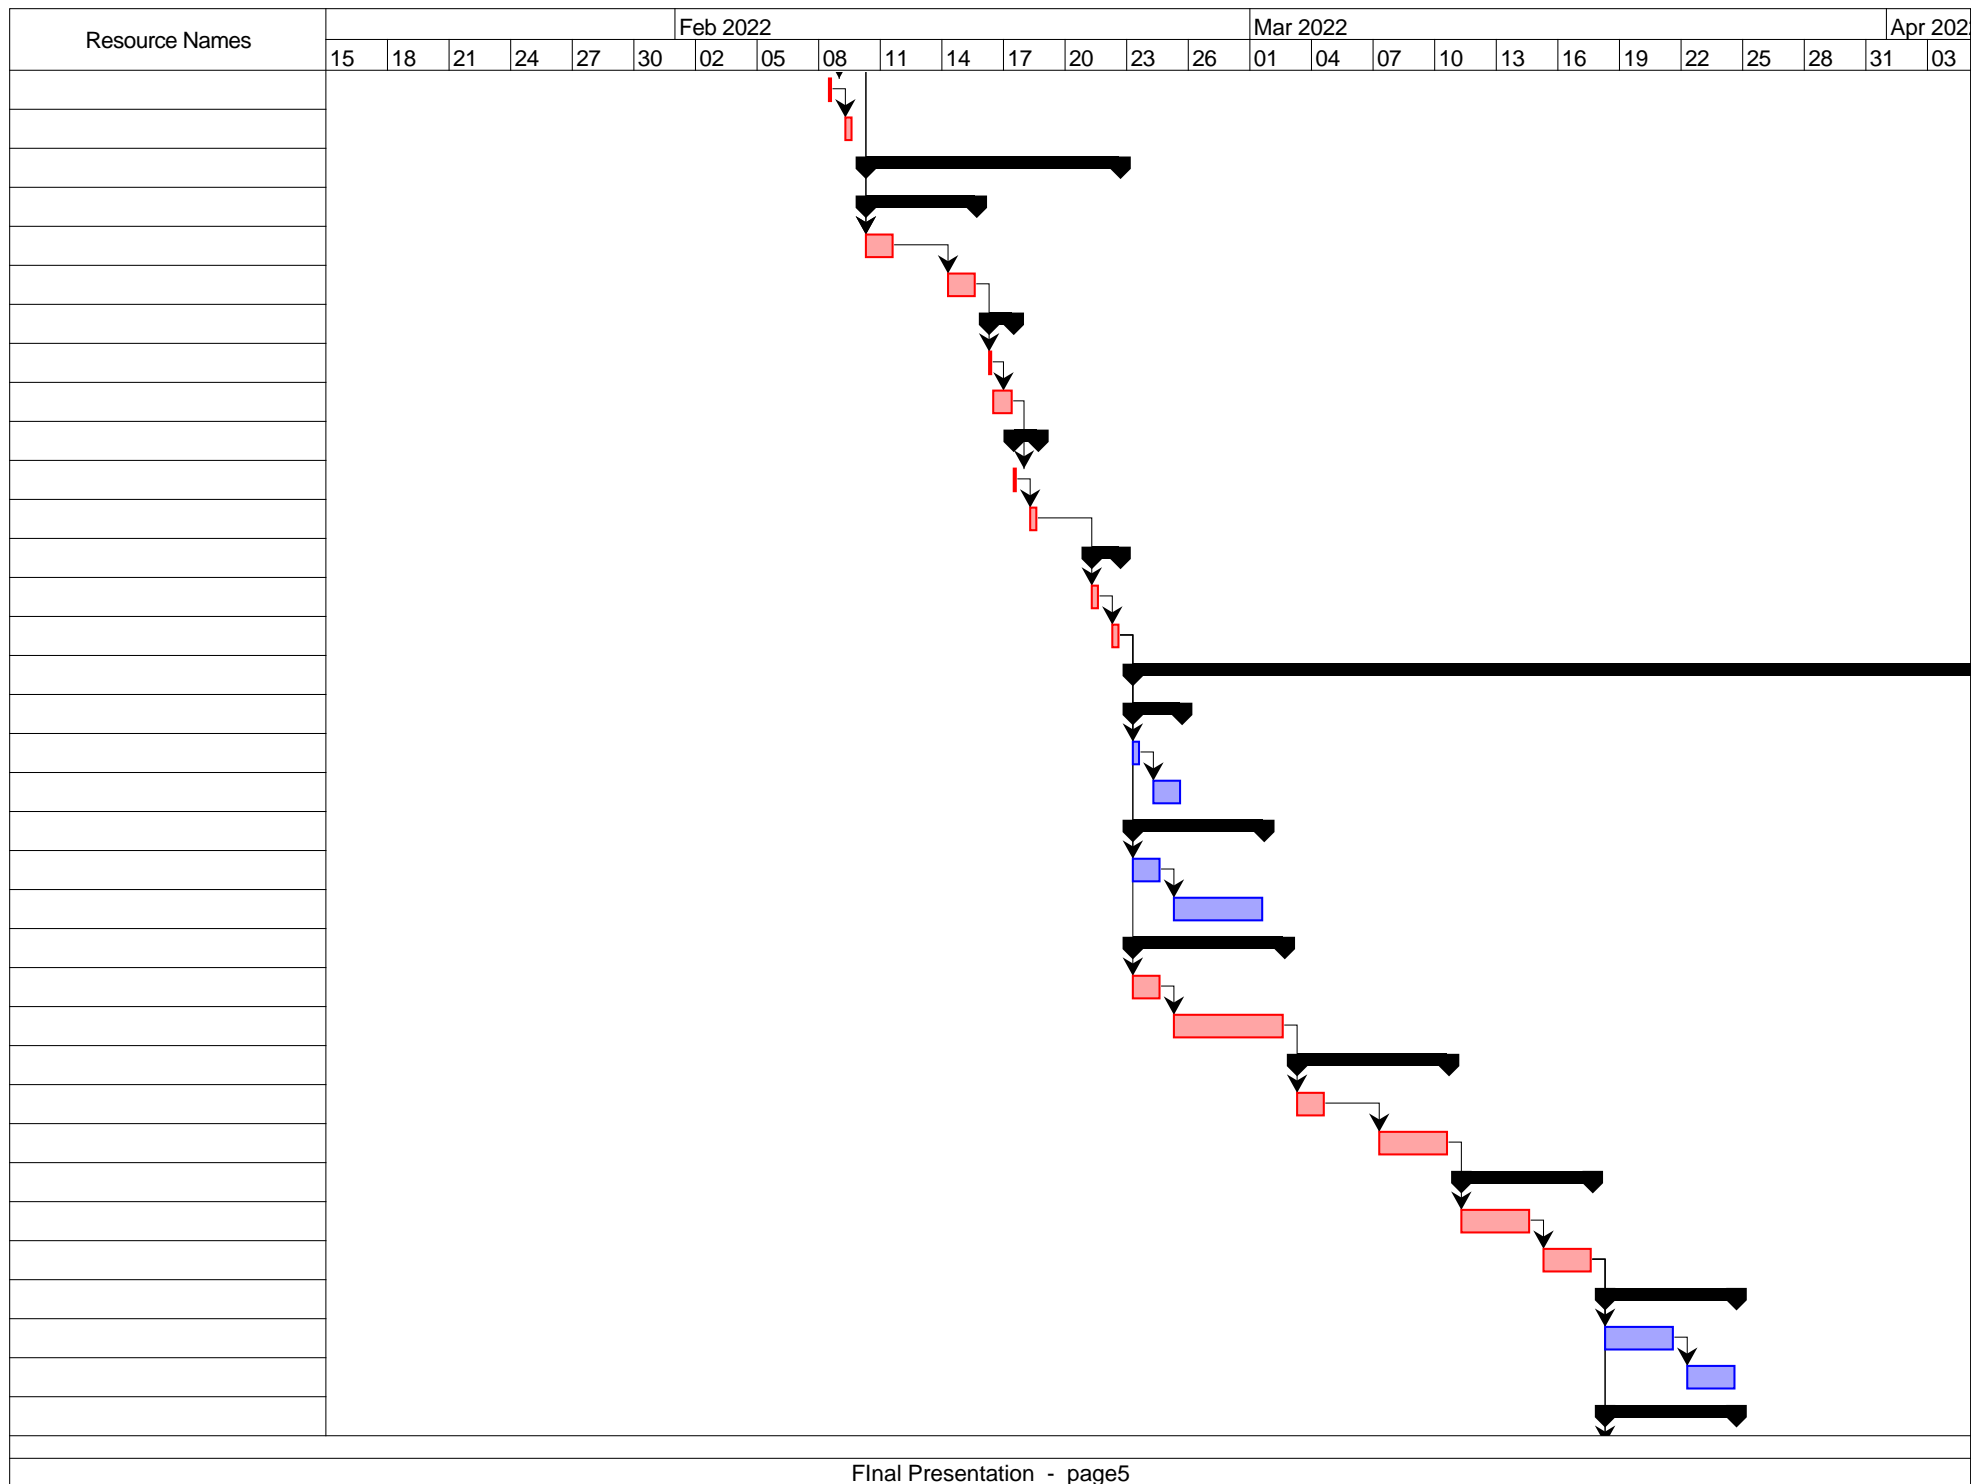 Resource Names
Feb 2022 Mar 2022 Apr 202
15 18 21 24 27 30 02 05 08 11 14 17 20 23 26 01 04 07 10 13 16 19 22 25 28 31 03
FInal Presentation - page5